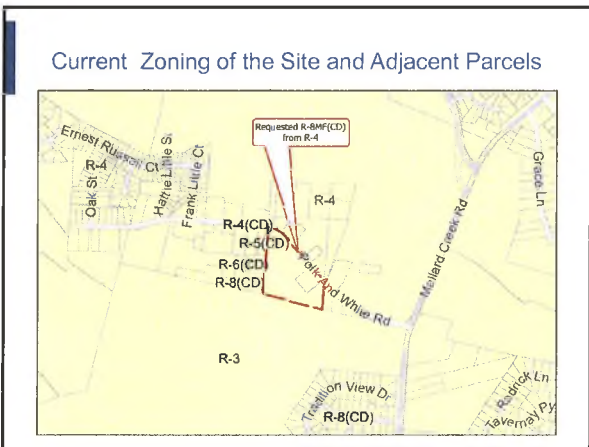 Current Zoning of the Site and Adjacent Parcels
Requested R-8MF(CD)
from R-4
Ernest Russell Ct
R-4
Oak St
Hattie Little St
Frank Little Ct
R-4
Grace Ln
R-4(CD)
R-5(CD)
R-6(CD)
R-8(CD)
Polk And White Rd
Mallard Creek Rd
R-3
Tradition View Dr
R-8(CD)
Radrick Ln
Tavernay Py